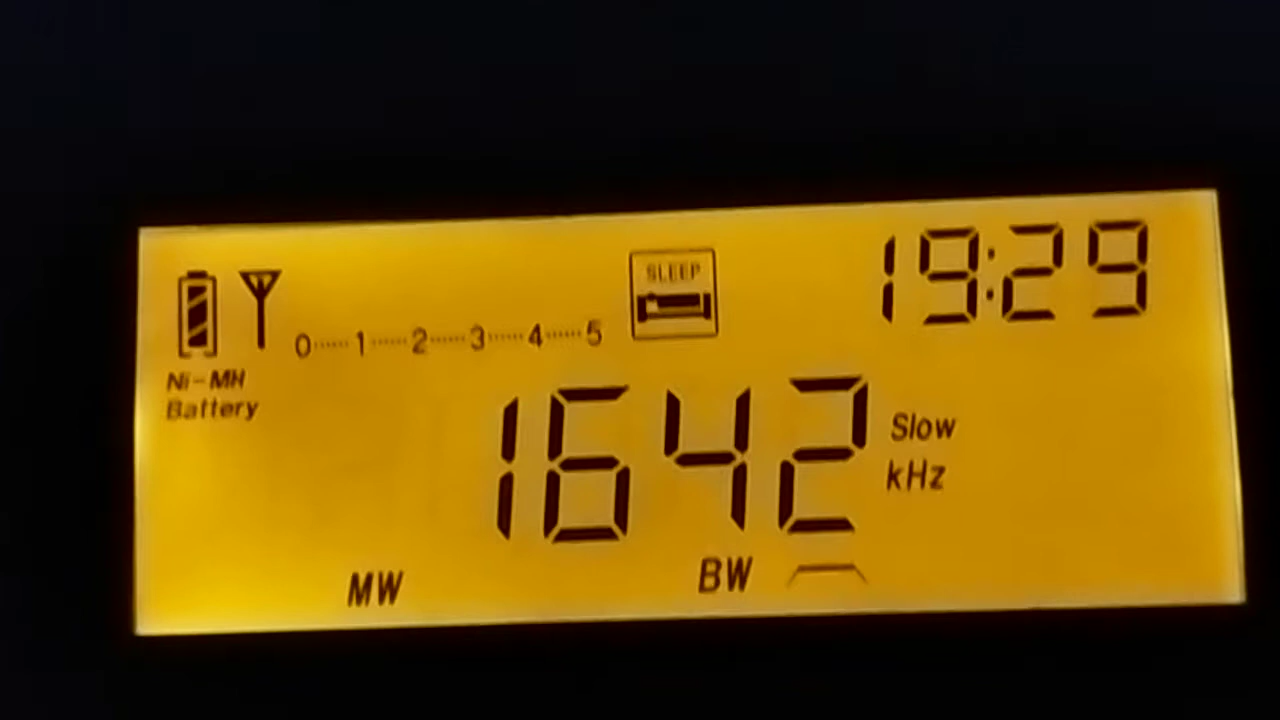 SLEEP
19:29
0 1 2 3 4 5
Ni-MH
Battery
1642
Slow
kHz
MW
BW